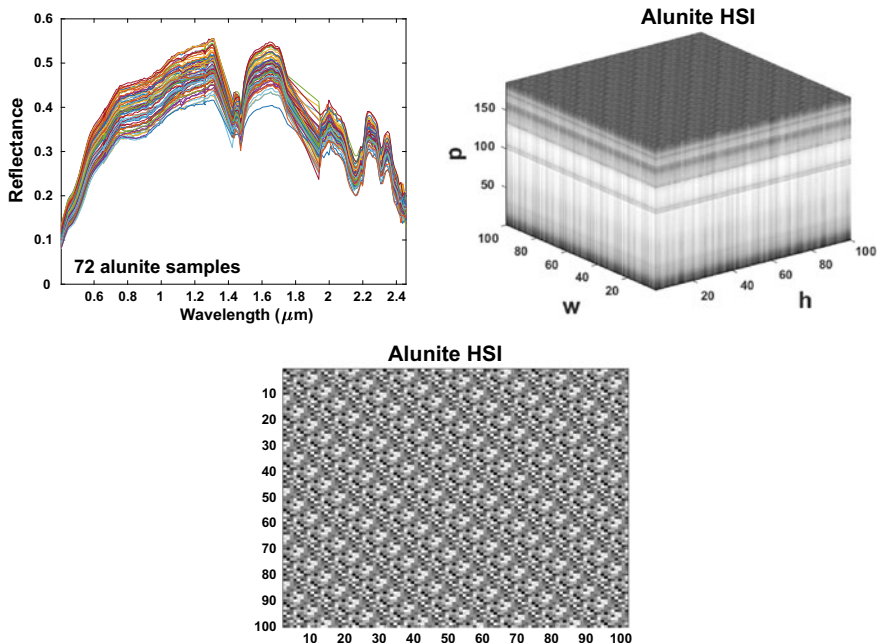 0.6
0.5
0.4
0.3
0.2
0.1
0
Reflectance
72 alunite samples
0.6 0.8 1 1.2 1.4 1.6 1.8 2 2.2 2.4
Wavelength (μm)
Alunite HSI
150
100
50
p
100 80 60 40 20
w
20 40 60 80 100
h
Alunite HSI
10
20
30
40
50
60
70
80
90
100
10 20 30 40 50 60 70 80 90 100